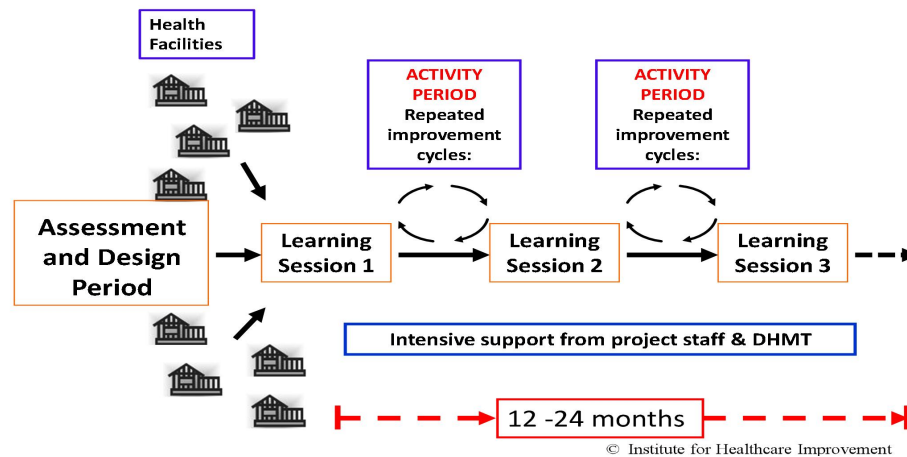 Health
Facilities
ACTIVITY
PERIOD
Repeated
improvement
cycles:
ACTIVITY
PERIOD
Repeated
improvement
cycles:
Assessment
and Design
Period
Learning
Session 1
Learning
Session 2
Learning
Session 3
Intensive support from project staff & DHMT
12 -24 months
© Institute for Healthcare Improvement